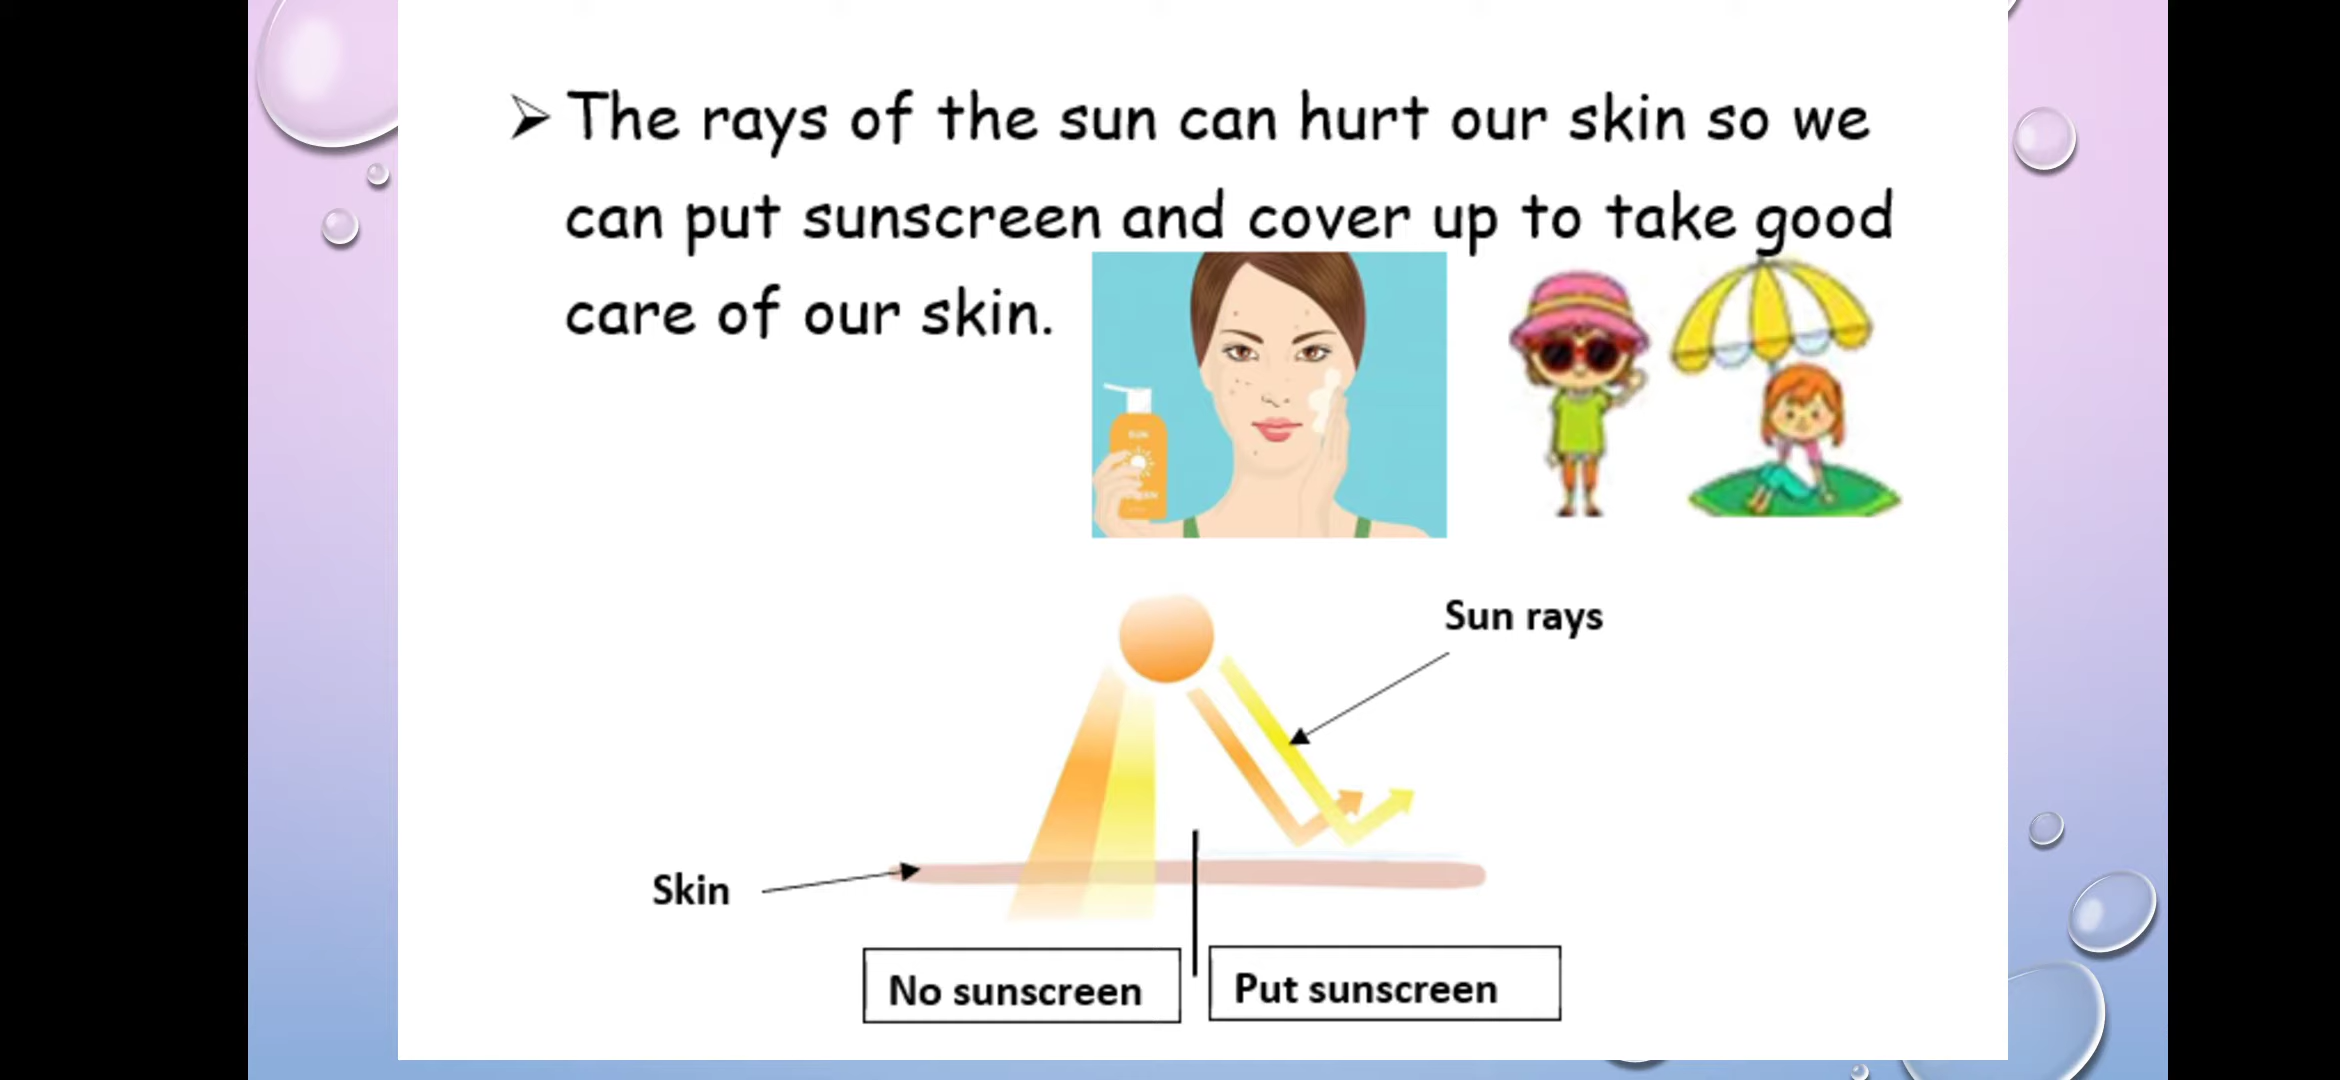 ➢ The rays of the sun can hurt our skin so we
can put sunscreen and cover up to take good
care of our skin.
SUN
Sun rays
Skin
No sunscreen
Put sunscreen